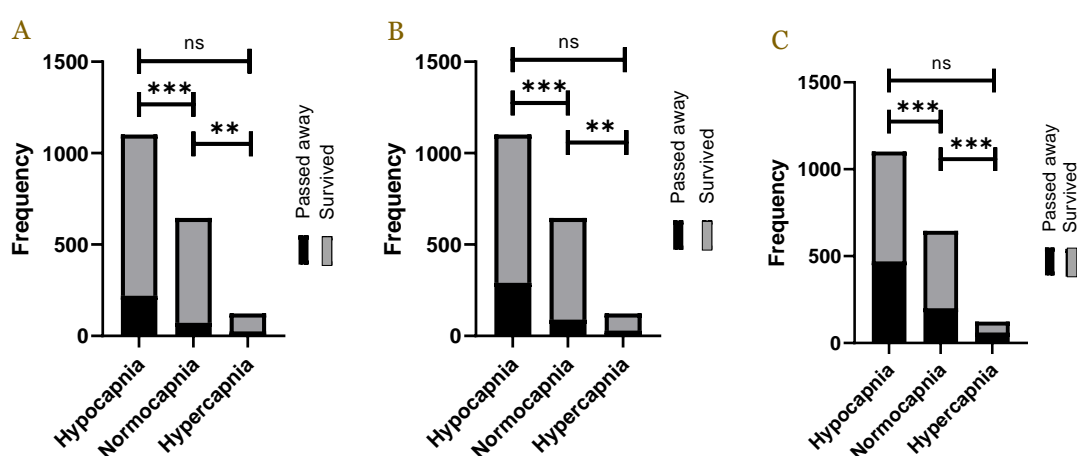 A
ns
1500
***
**
1000
500
0
Frequency
Hypocapnia
Normocapnia
Hypercapnia
Passed away
Survived
B
ns
1500
***
**
1000
500
0
Frequency
Hypocapnia
Normocapnia
Hypercapnia
Passed away
Survived
C
ns
1500
***
***
1000
500
0
Frequency
Hypocapnia
Normocapnia
Hypercapnia
Passed away
Survived